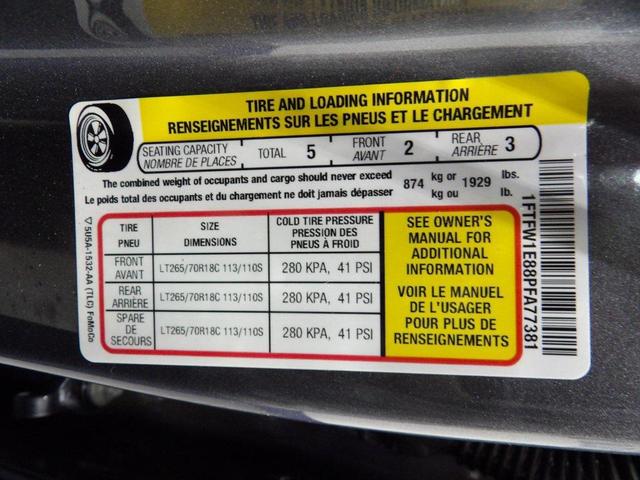 TIRE AND LOADING INFORMATION
RENSEIGNEMENTS SUR LES PNEUS ET LE CHARGEMENT
SEATING CAPACITY TOTAL 5 FRONT 2 REAR 3
NOMBRE DE PLACES AVANT ARRIÈRE
The combined weight of occupants and cargo should never exceed 874 kg or 1929 lbs.
Le poids total des occupants et du chargement ne doit jamais dépasser kg ou lb.
TIRE SIZE COLD TIRE PRESSURE
PNEU DIMENSIONS PRESSION DES
PNEUS À FROID
FRONT LT265/70R18C 113/110S 280 KPA, 41 PSI
AVANT
REAR LT265/70R18C 113/110S 280 KPA, 41 PSI
ARRIÈRE
SPARE LT265/70R18C 113/110S 280 KPA, 41 PSI
DE
SECOURS
SEE OWNER'S
MANUAL FOR
ADDITIONAL
INFORMATION
VOIR LE MANUEL
DE L'USAGER
POUR PLUS DE
RENSEIGNEMENTS
1FTFW1E88PFA77381
5U5A-1532-AA (TLC) FoMoCo